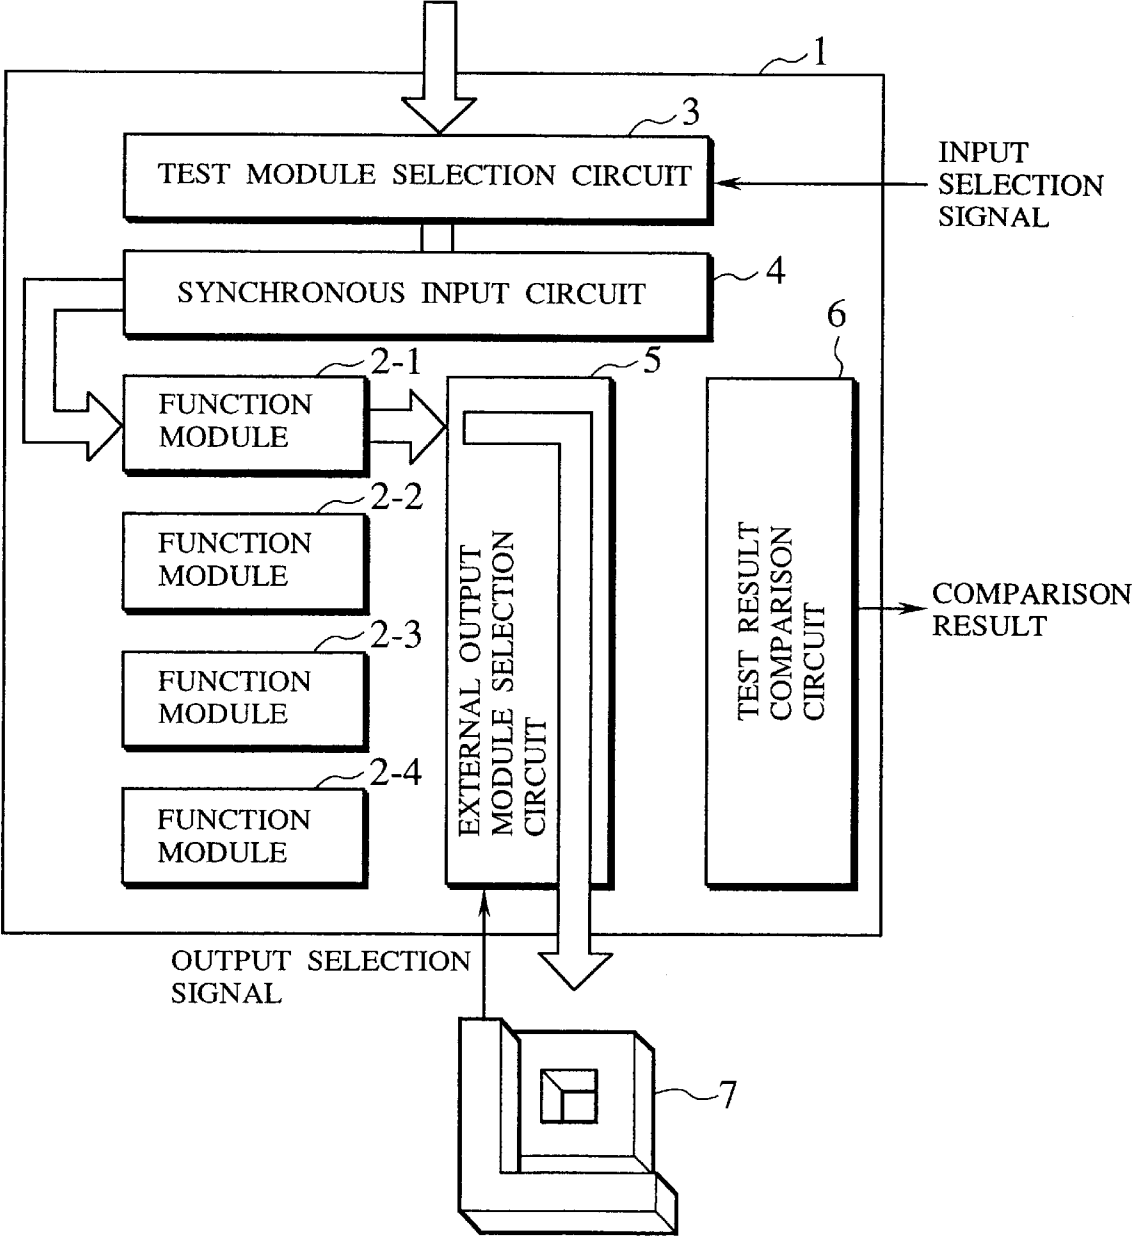 1
3
TEST MODULE SELECTION CIRCUIT
INPUT
SELECTION
SIGNAL
4
SYNCHRONOUS INPUT CIRCUIT
2-1
FUNCTION
MODULE
5
6
2-2
FUNCTION
MODULE
2-3
FUNCTION
MODULE
2-4
FUNCTION
MODULE
EXTERNAL OUTPUT
MODULE SELECTION
CIRCUIT
TEST RESULT
COMPARISON
CIRCUIT
COMPARISON
RESULT
OUTPUT SELECTION
SIGNAL
7